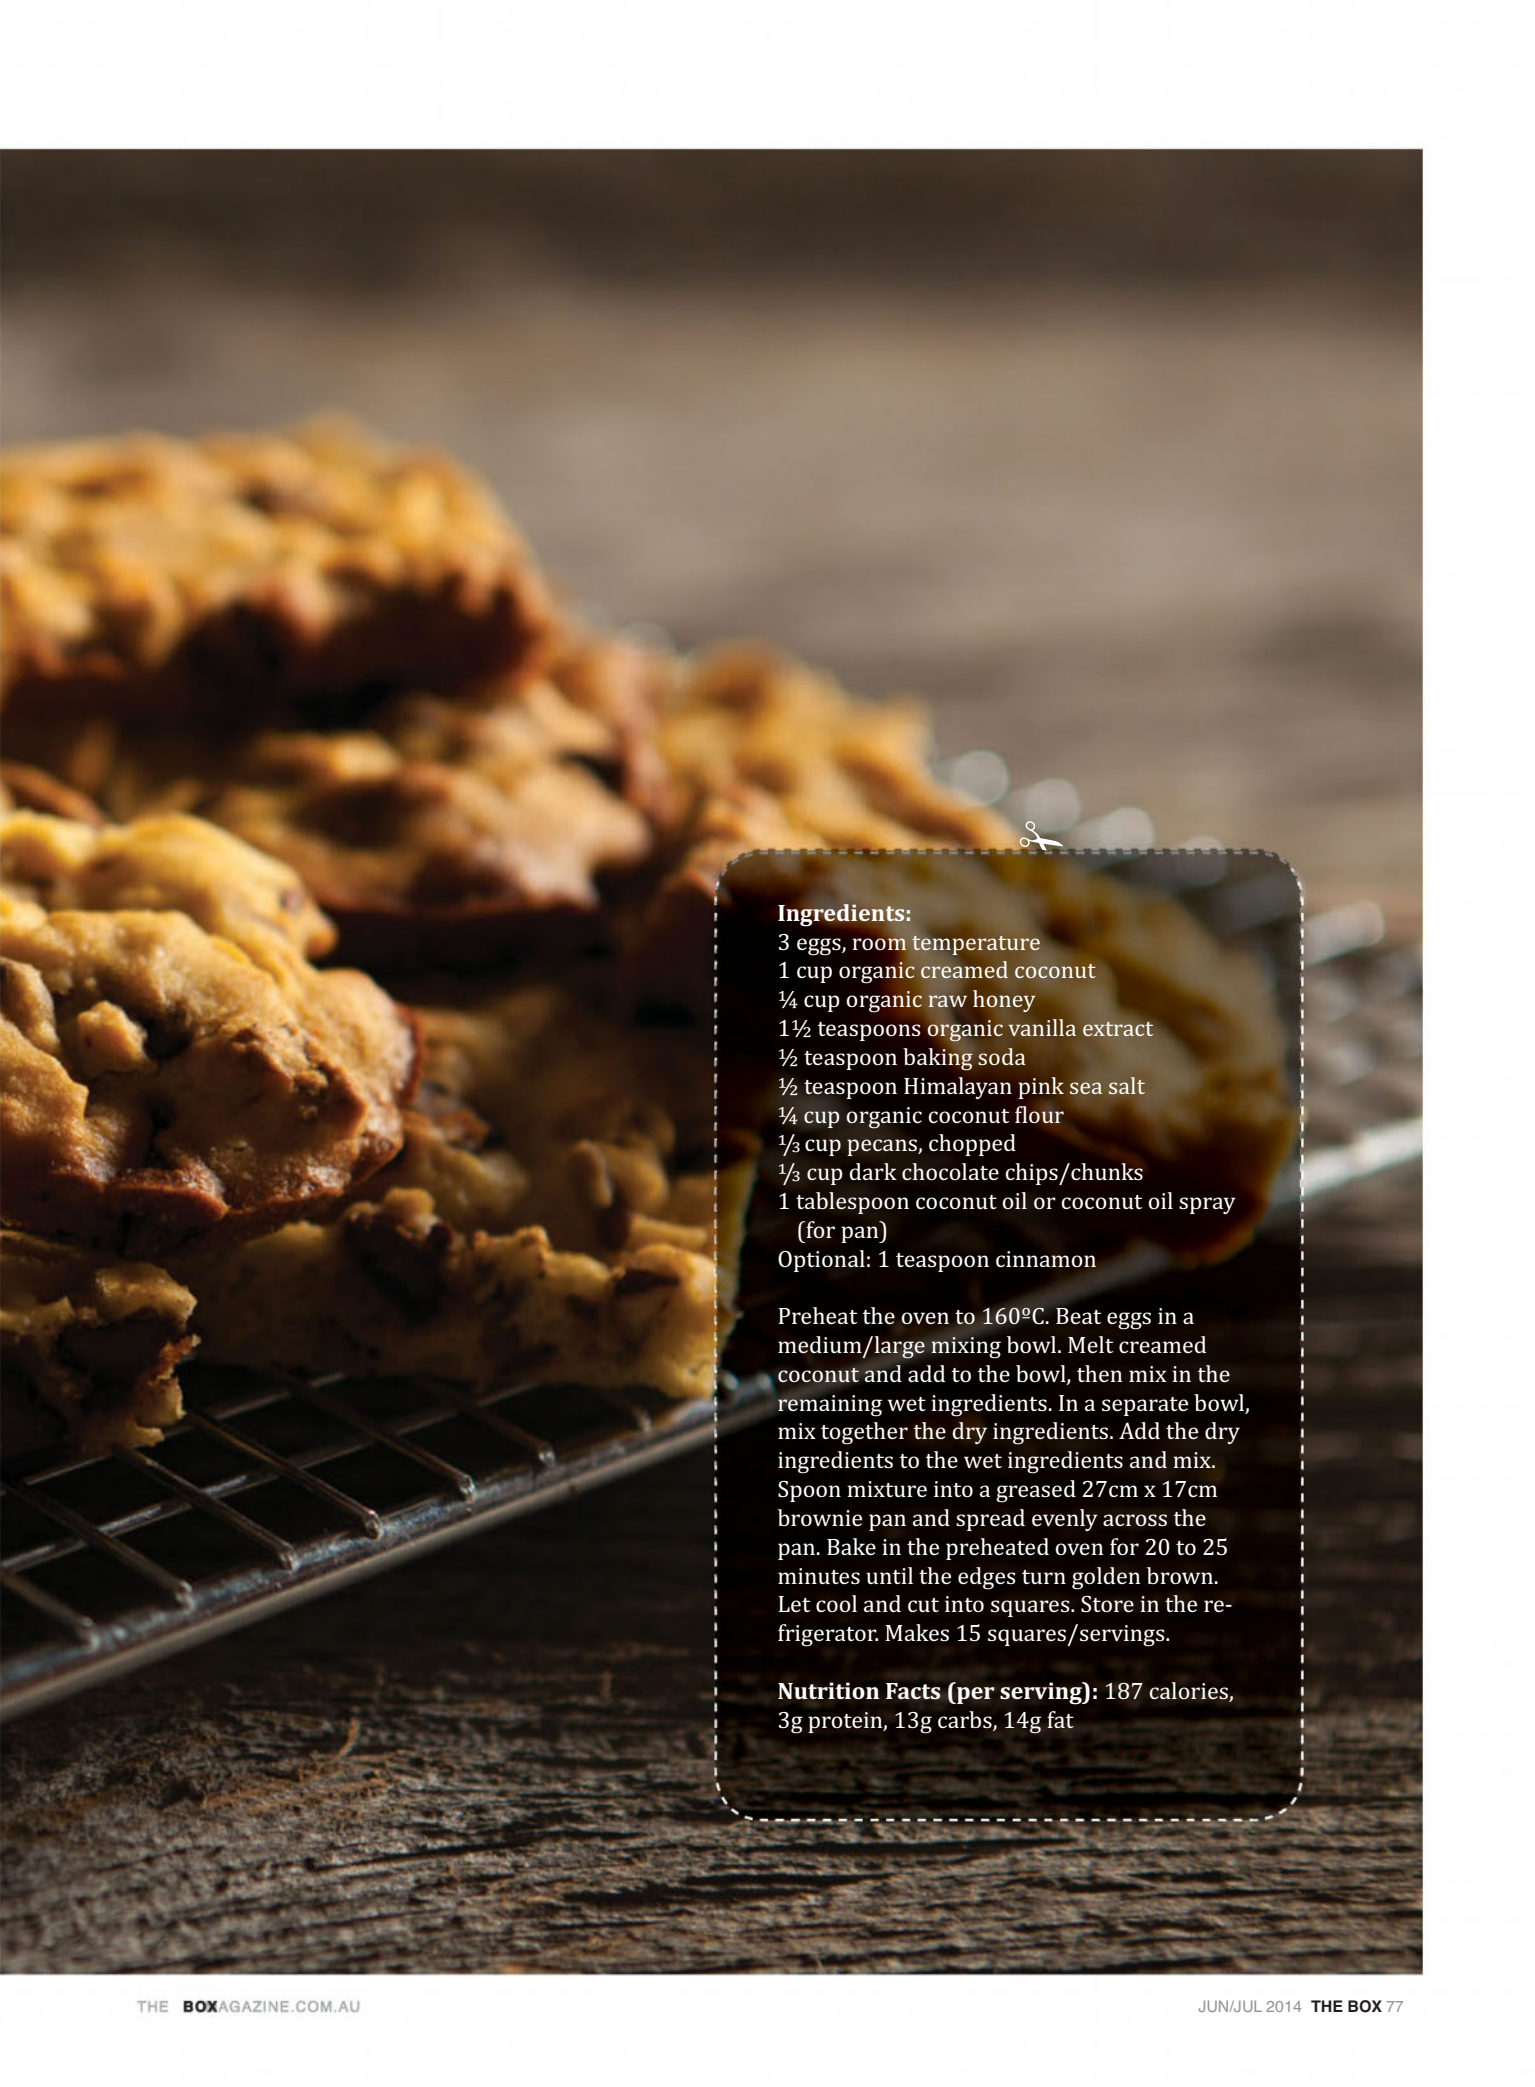 Ingredients:
3 eggs, room temperature
1 cup organic creamed coconut
¼ cup organic raw honey
1½ teaspoons organic vanilla extract
½ teaspoon baking soda
½ teaspoon Himalayan pink sea salt
¼ cup organic coconut flour
⅓ cup pecans, chopped
⅓ cup dark chocolate chips/chunks
1 tablespoon coconut oil or coconut oil spray
(for pan)
Optional: 1 teaspoon cinnamon
Preheat the oven to 160ºC. Beat eggs in a
medium/large mixing bowl. Melt creamed
coconut and add to the bowl, then mix in the
remaining wet ingredients. In a separate bowl,
mix together the dry ingredients. Add the dry
ingredients to the wet ingredients and mix.
Spoon mixture into a greased 27cm x 17cm
brownie pan and spread evenly across the
pan. Bake in the preheated oven for 20 to 25
minutes until the edges turn golden brown.
Let cool and cut into squares. Store in the re-
frigerator. Makes 15 squares/servings.
Nutrition Facts (per serving): 187 calories,
3g protein, 13g carbs, 14g fat
THE BOXMAGAZINE.COM.AU
JUN/JUL 2014 THE BOX 77